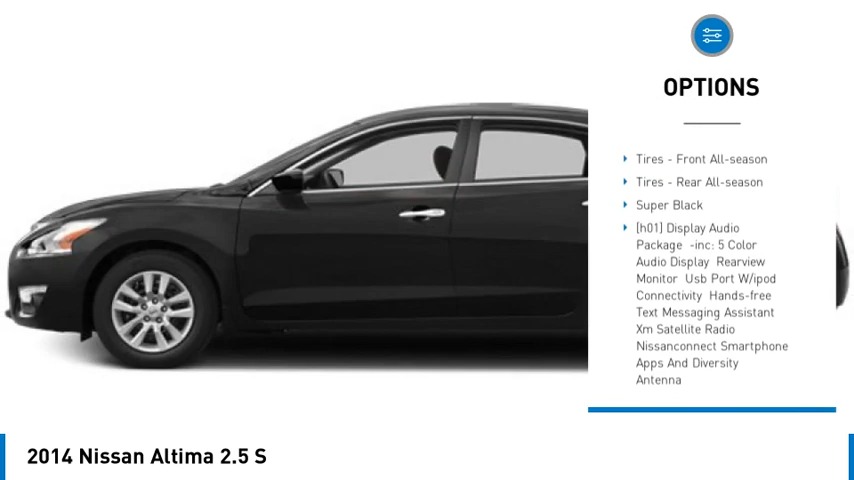 OPTIONS
Tires - Front All-season
Tires - Rear All-season
Super Black
[h01] Display Audio
Package -inc: 5 Color
Audio Display Rearview
Monitor Usb Port W/ipod
Connectivity Hands-free
Text Messaging Assistant
Xm Satellite Radio
Nissanconnect Smartphone
Apps And Diversity
Antenna
2014 Nissan Altima 2.5 S